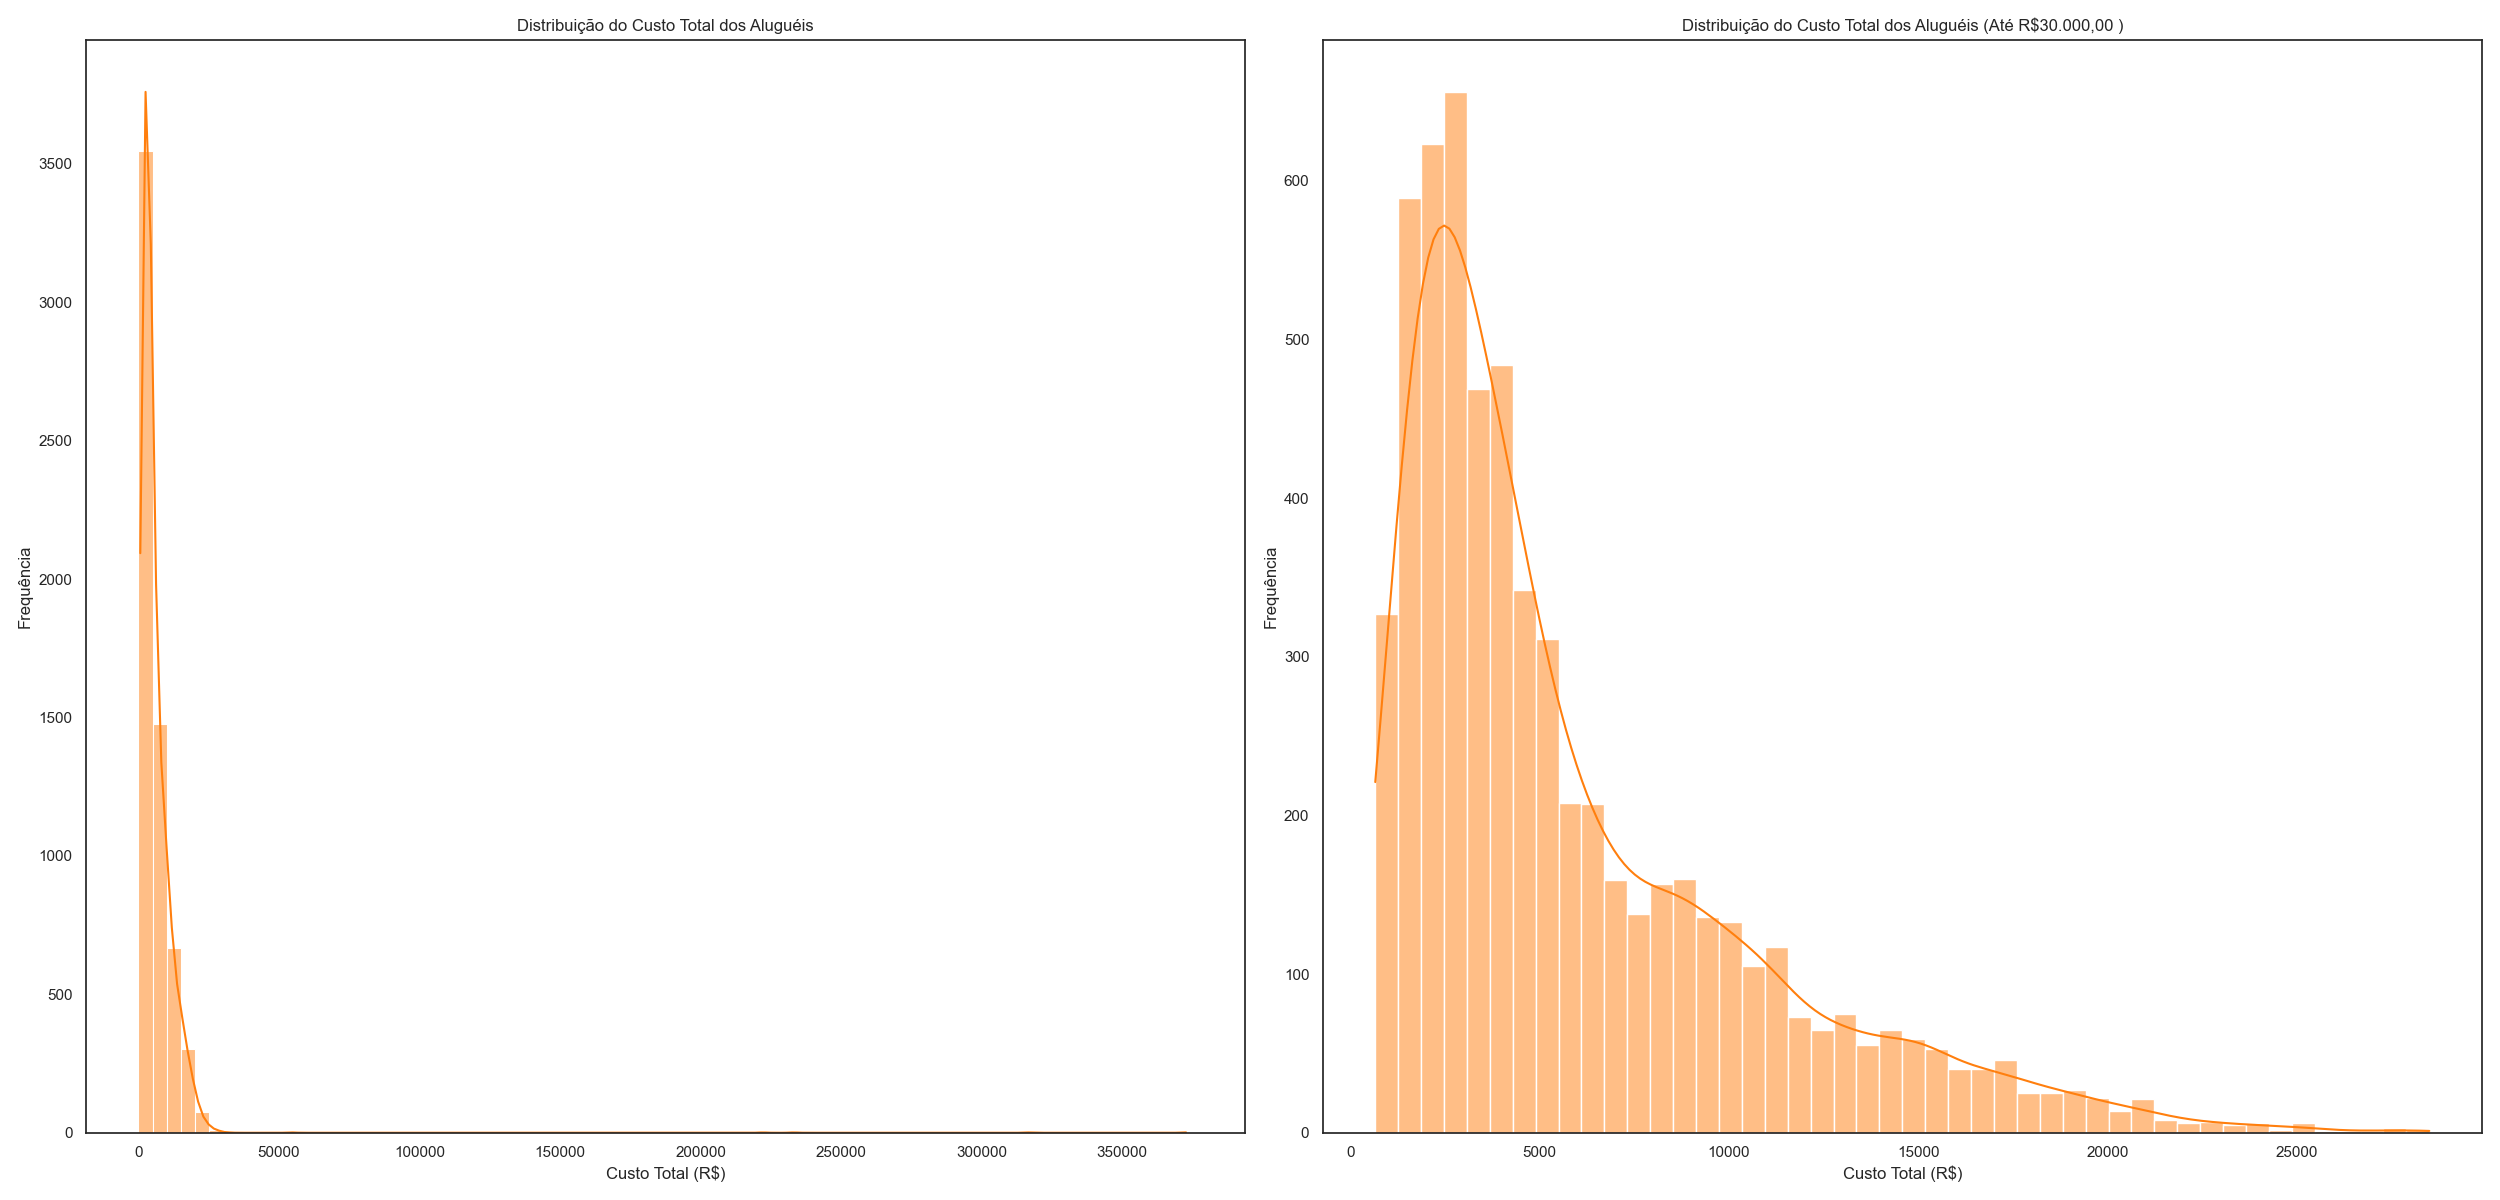 Distribuição do Custo Total dos Aluguéis
Frequência
3500
3000
2500
2000
1500
1000
500
0
0 50000 100000 150000 200000 250000 300000 350000
Custo Total (R$)
Distribuição do Custo Total dos Aluguéis (Até R$30.000,00 )
Frequência
600
500
400
300
200
100
0
0 5000 10000 15000 20000 25000
Custo Total (R$)